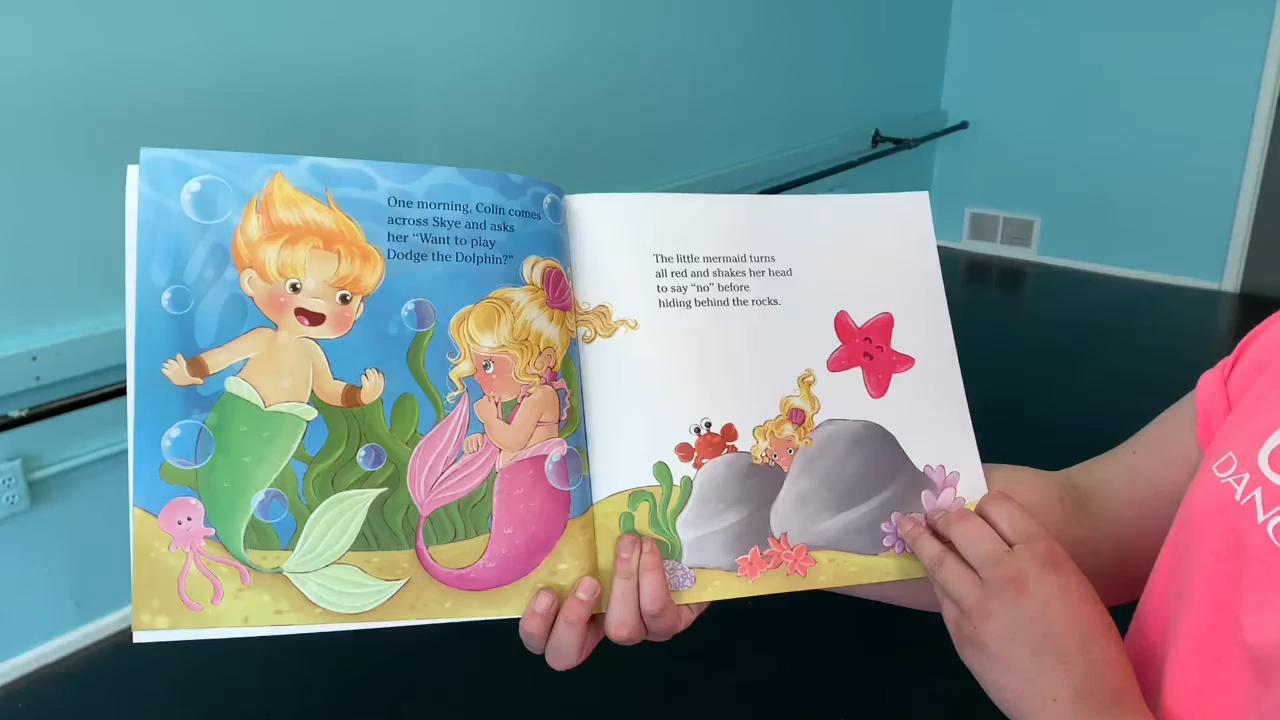 One morning, Colin comes
across Skye and asks
her “Want to play
Dodge the Dolphin?”
The little mermaid turns
all red and shakes her head
to say “no” before
hiding behind the rocks.